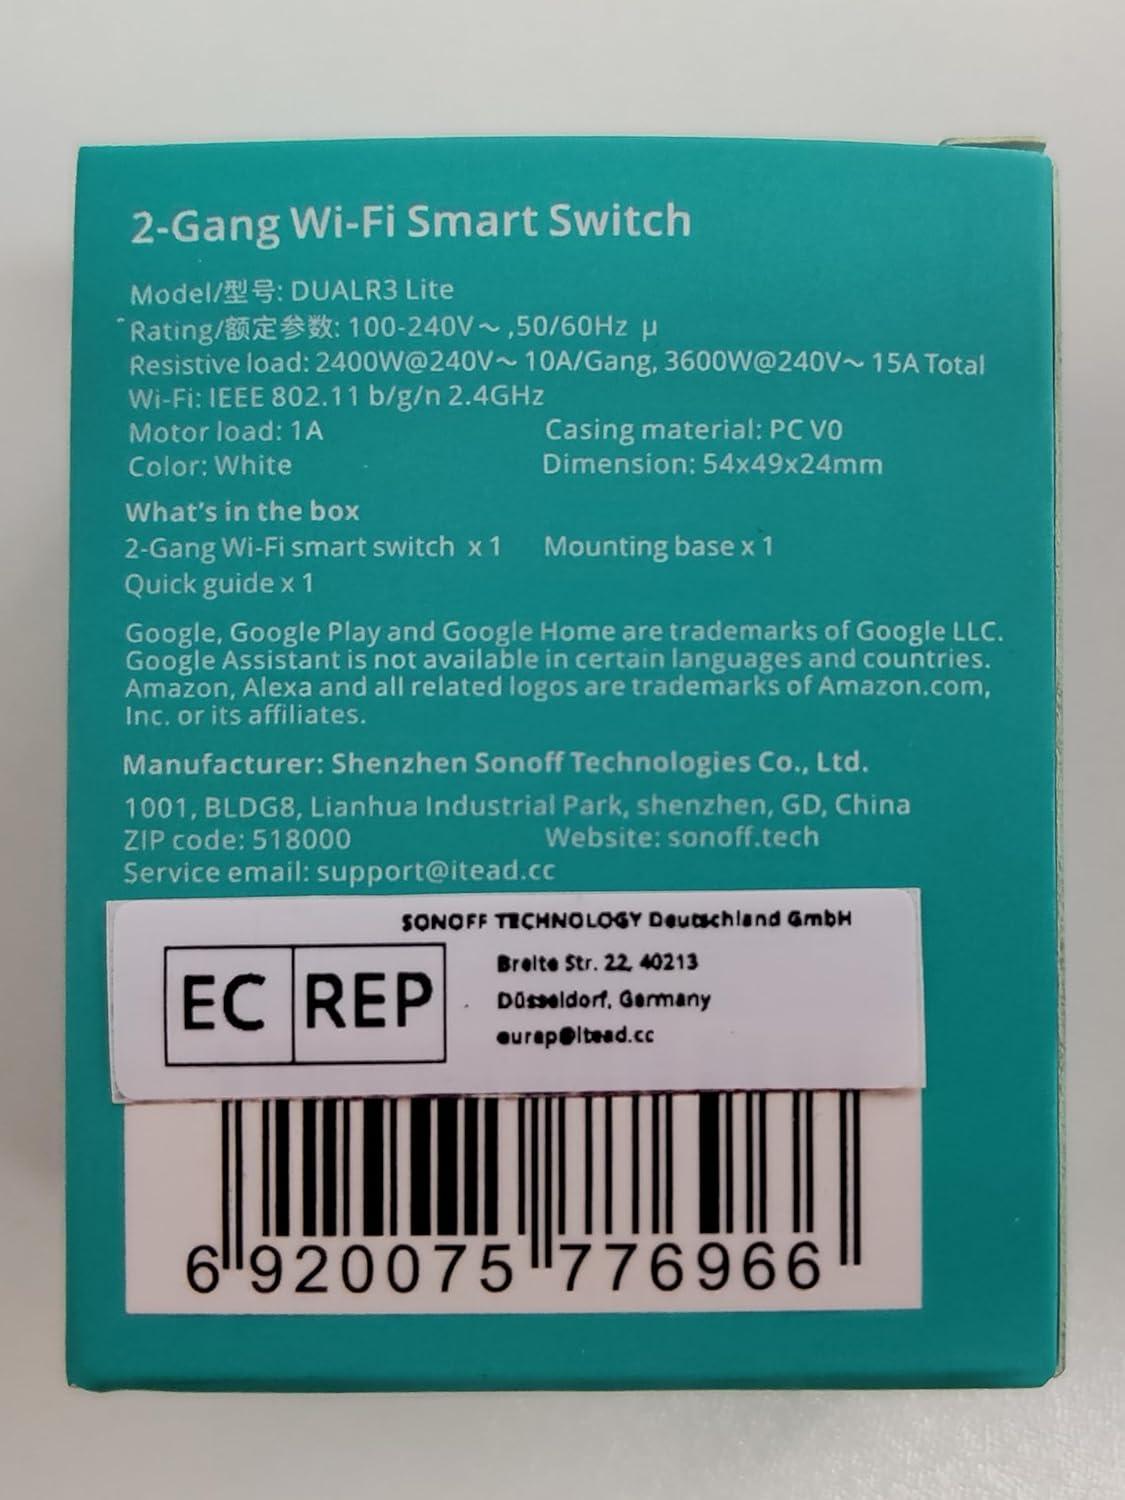 2-Gang Wi-Fi Smart Switch
Model/型号: DUALR3 Lite
Rating/额定参数: 100-240V~ ,50/60Hz μ
Resistive load: 2400W@240V~ 10A/Gang, 3600W@240V~ 15A Total
Wi-Fi: IEEE 802.11 b/g/n 2.4GHz
Motor load: 1A Casing material: PC V0
Color: White Dimension: 54x49x24mm
What's in the box
2-Gang Wi-Fi smart switch x 1 Mounting base x 1
Quick guide x 1
Google, Google Play and Google Home are trademarks of Google LLC.
Google Assistant is not available in certain languages and countries.
Amazon, Alexa and all related logos are trademarks of Amazon.com,
Inc. or its affiliates.
Manufacturer: Shenzhen Sonoff Technologies Co., Ltd.
1001, BLDG8, Lianhua Industrial Park, shenzhen, GD, China
ZIP code: 518000 Website: sonoff.tech
Service email: support@itead.cc
SONOFF TECHNOLOGY Deutschland GmbH
EC REP
Breite Str. 22, 40213
Düsseldorf, Germany
eurep@itead.cc
6 920075 776966